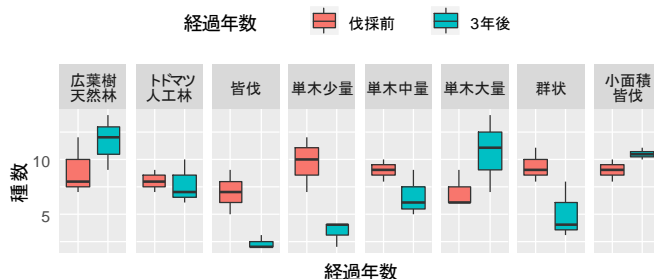 経過年数
伐採前
3年後
広葉樹
天然林
トドマツ
人工林
皆伐
単木少量
単木中量
単木大量
群状
小面積
皆伐
種数
10
5
経過年数